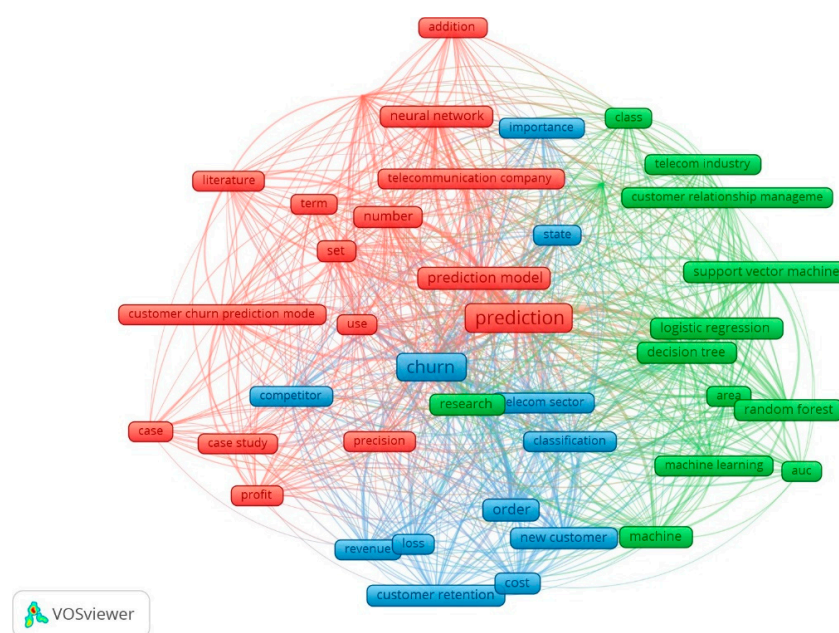 addition
neural network
class
importance
telecom industry
literature
telecommunication company
customer relationship manageme
term
number
state
set
support vector machine
prediction model
customer churn prediction mode
prediction
use
logistic regression
decision tree
churn
competitor
research
telecom sector
area
random forest
case
case study
precision
classification
machine learning
auc
profit
order
revenue
loss
new customer
machine
customer retention
cost
VOSviewer